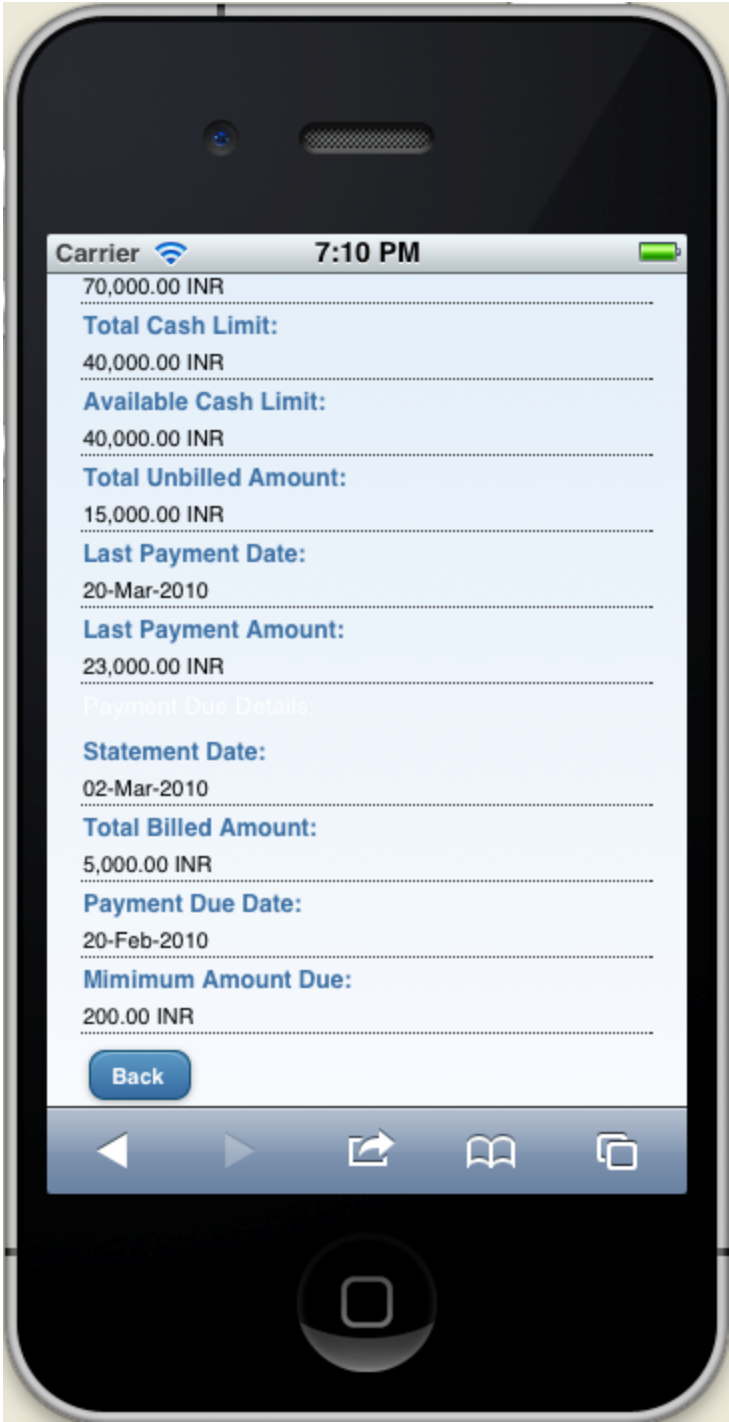 Carrier 7:10 PM
70,000.00 INR
Total Cash Limit:
40,000.00 INR
Available Cash Limit:
40,000.00 INR
Total Unbilled Amount:
15,000.00 INR
Last Payment Date:
20-Mar-2010
Last Payment Amount:
23,000.00 INR
Payment Due Details:
Statement Date:
02-Mar-2010
Total Billed Amount:
5,000.00 INR
Payment Due Date:
20-Feb-2010
Mimimum Amount Due:
200.00 INR
Back